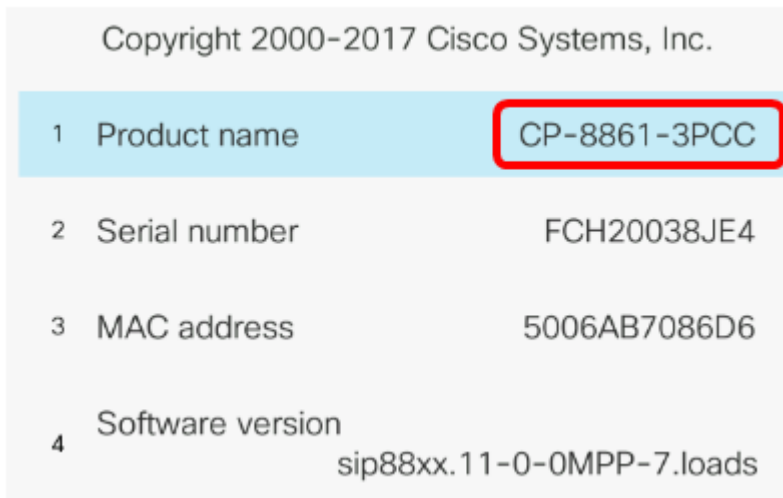 Copyright 2000-2017 Cisco Systems, Inc.
1 Product name CP-8861-3PCC
2 Serial number FCH20038JE4
3 MAC address 5006AB7086D6
4 Software version
sip88xx.11-0-0MPP-7.loads